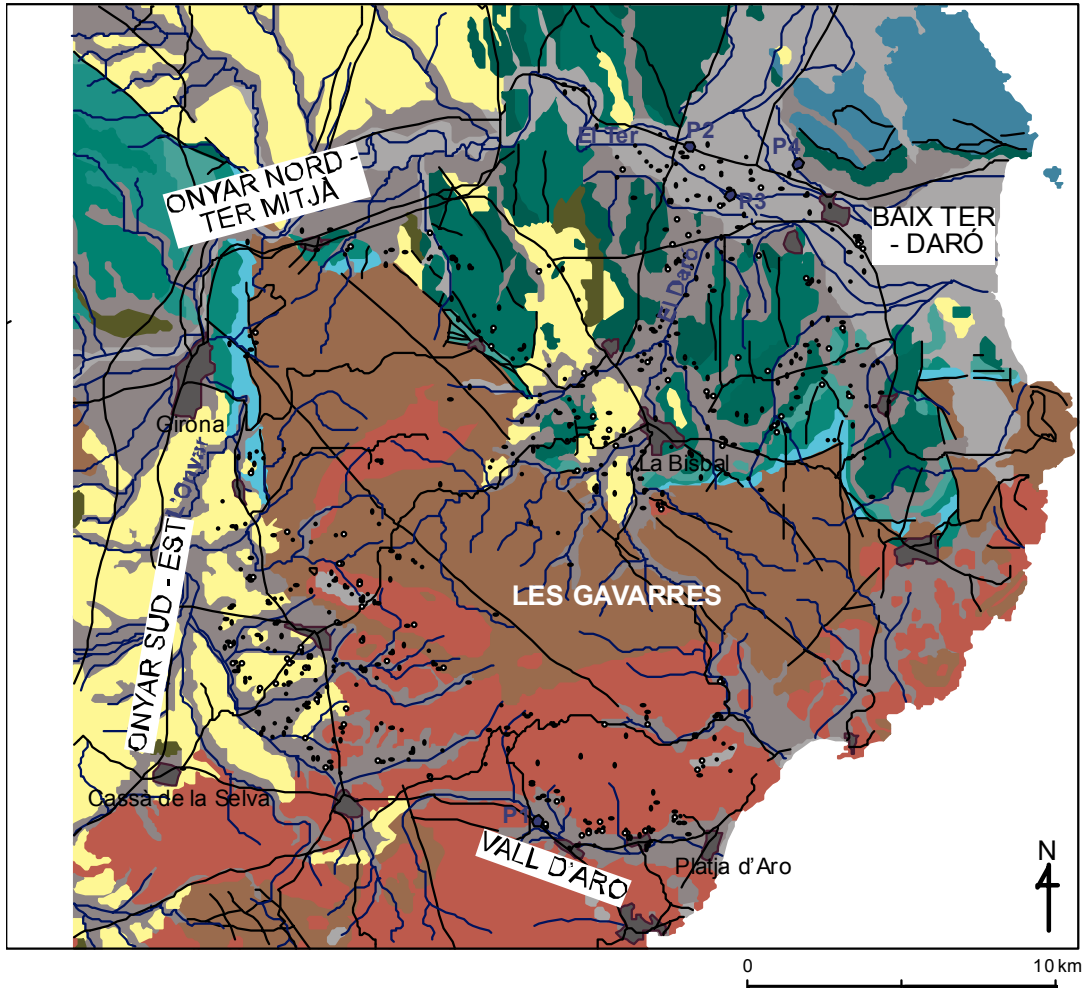 El Ter
P2
P4
ONYAR NORD -
TER MITJÀ
P3
BAIX TER
- DARÓ
El Daró
Girona
L'Onyar
La Bisbal
ONYAR SUD - EST
LES GAVARRES
Cassà de la Selva
P1
VALL D'ARO
Platja d'Aro
N
0
10 km